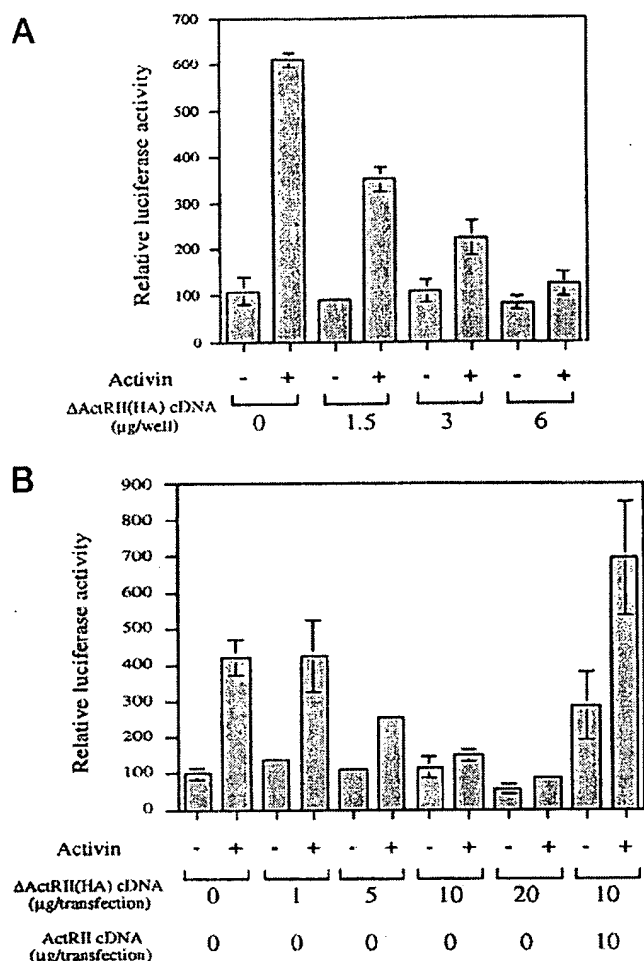 A
Relative luciferase activity
700
600
500
400
300
200
100
0
Activin - + - + - + - +
ΔActRII(HA) cDNA
(μg/well)
0 1.5 3 6
B
Relative luciferase activity
900
800
700
600
500
400
300
200
100
0
Activin - + - + - + - + - + - +
ΔActRII(HA) cDNA
(μg/transfection)
0 1 5 10 20 10
ActRII cDNA
(μg/transfection)
0 0 0 0 0 10